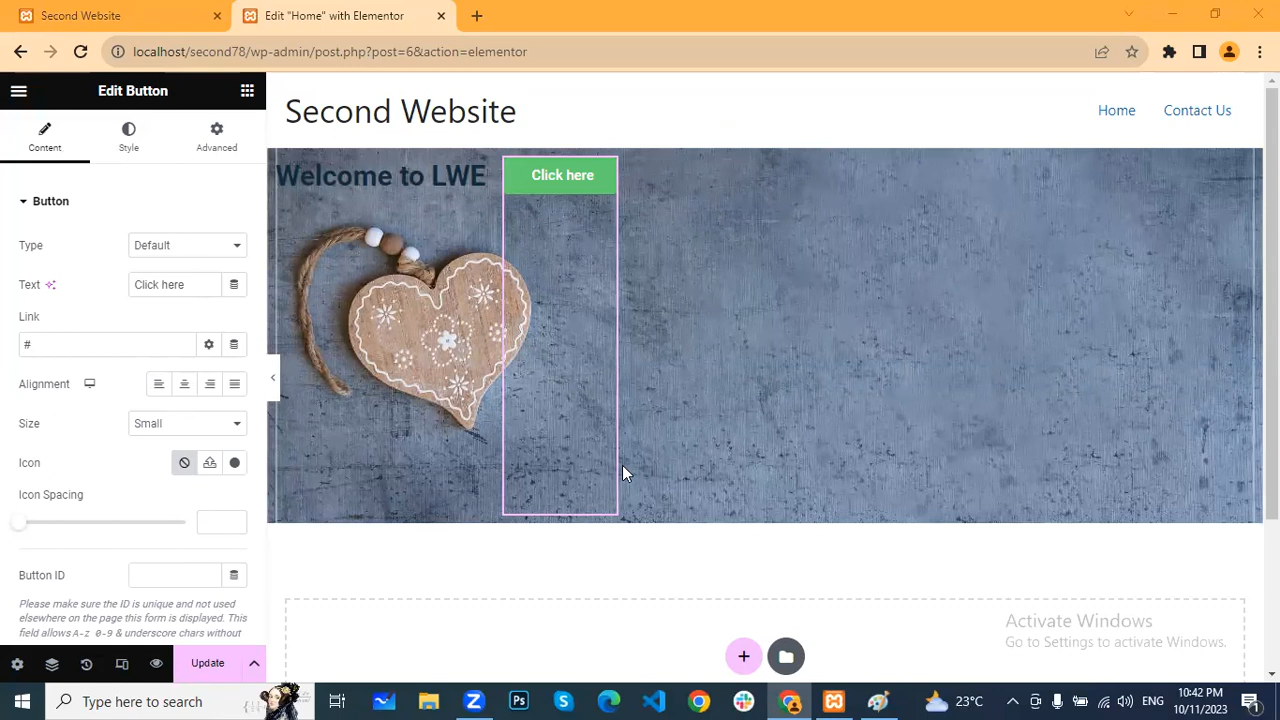 Second Website
Edit "Home" with Elementor
localhost/second78/wp-admin/post.php?post=6&action=elementor
Edit Button
Content
Style
Advanced
Button
Type
Default
Text
Click here
Link
#
Alignment
Size
Small
Icon
Icon Spacing
Button ID
Please make sure the ID is unique and not used
elsewhere on the page this form is displayed. This
field allows A-z 0-9 & underscore chars without
Update
Second Website
Home
Contact Us
Welcome to LWE
Click here
Activate Windows
Go to Settings to activate Windows.
Type here to search
23°C
ENG
10:42 PM
10/11/2023
1